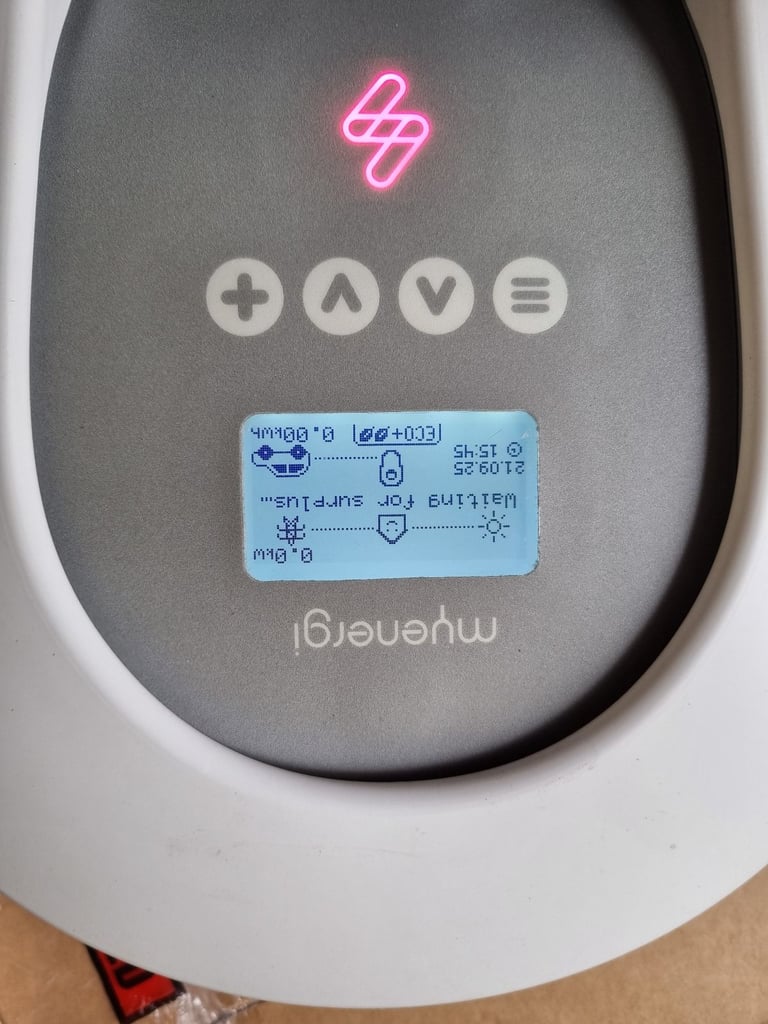 myenergi
0.0kW
Waiting for surplus...
21.09.25
15:45
ECO+
0.00kWh